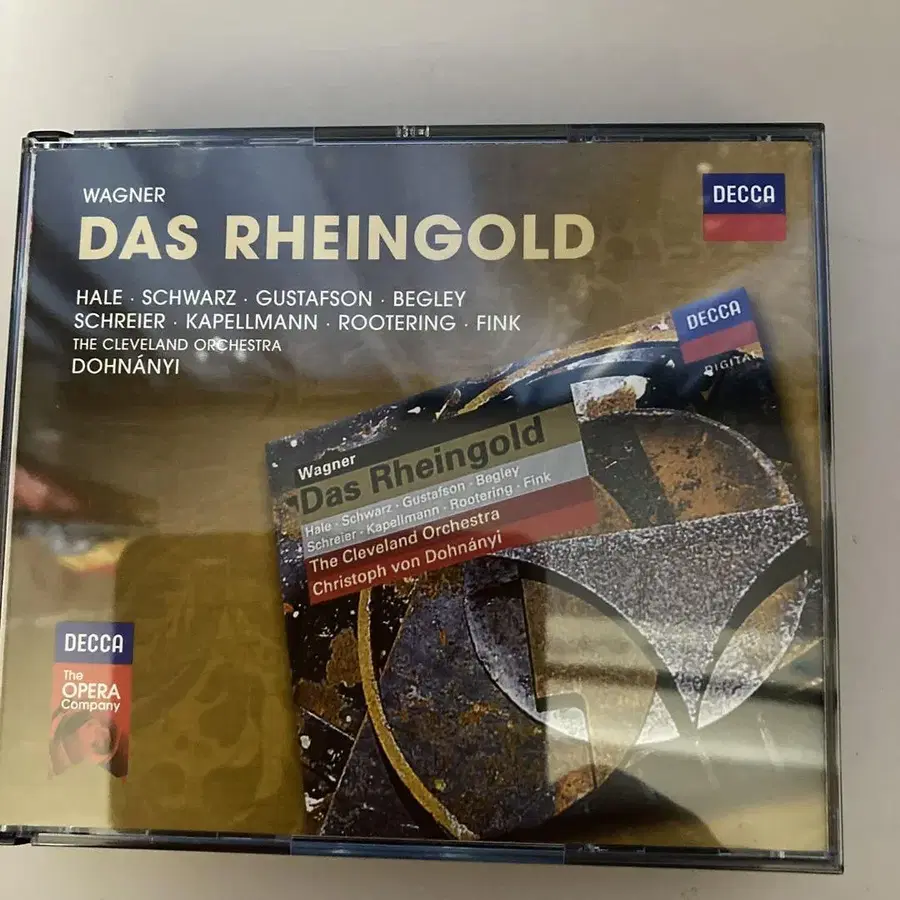 WAGNER
DAS RHEINGOLD
HALE · SCHWARZ · GUSTAFSON · BEGLEY
SCHREIER · KAPELLMANN · ROOTERING · FINK
THE CLEVELAND ORCHESTRA
DOHNÁNYI
DECCA
DECCA
DIGITAL
Wagner
Das Rheingold
Hale · Schwarz · Gustafson · Begley
Schreier · Kapellmann · Rootering · Fink
The Cleveland Orchestra
Christoph von Dohnányi
DECCA
The
OPERA
Company